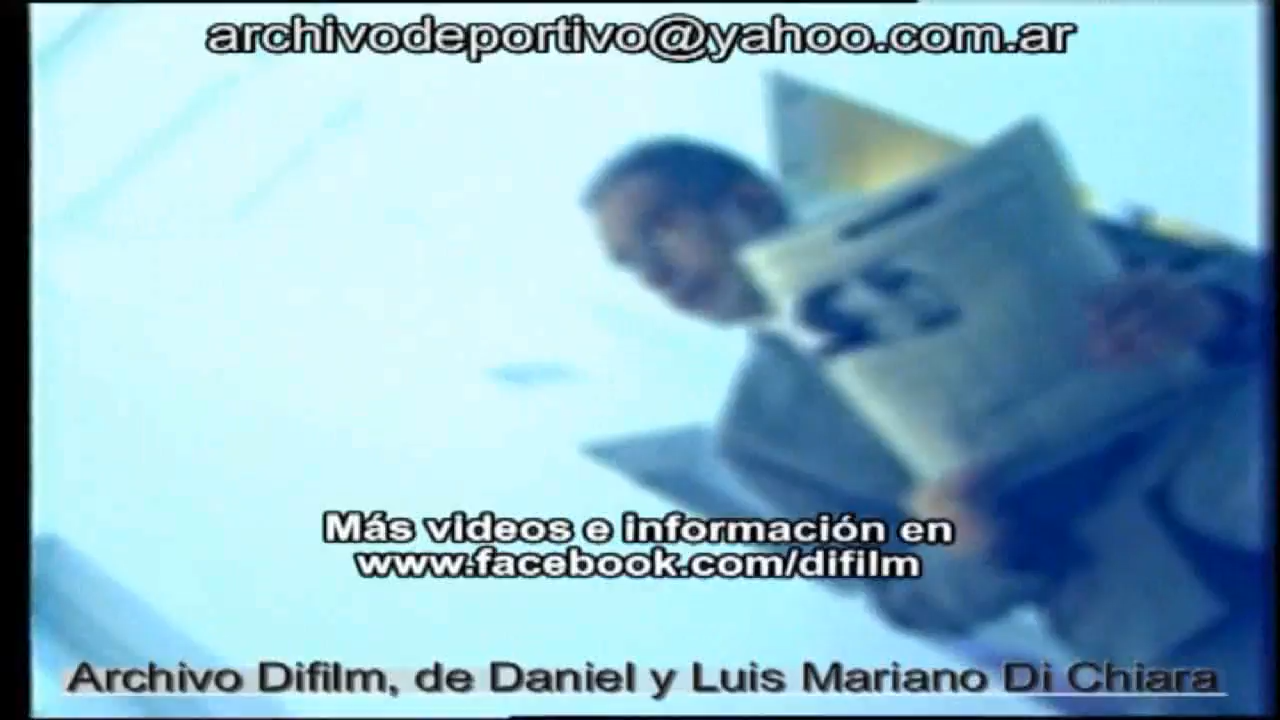 archivodeportivo@yahoo.com.ar
Más videos e información en
www.facebook.com/difilm
Archivo Difilm, de Daniel y Luis Mariano Di Chiara